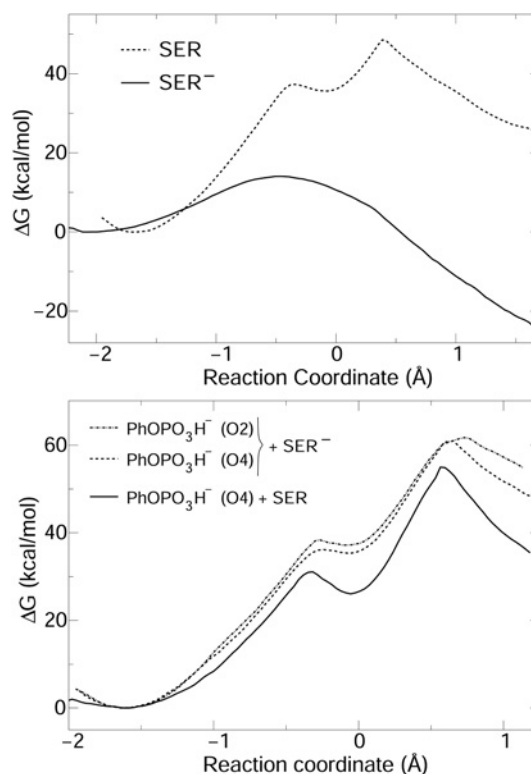 SER
SER⁻
40
20
0
−20
ΔG (kcal/mol)
−2
−1
0
1
Reaction Coordinate (Å)
PhOPO₃H⁻ (O2)
PhOPO₃H⁻ (O4)
+ SER⁻
PhOPO₃H⁻ (O4) + SER
60
40
20
0
ΔG (kcal/mol)
−2
−1
0
1
Reaction coordinate (Å)